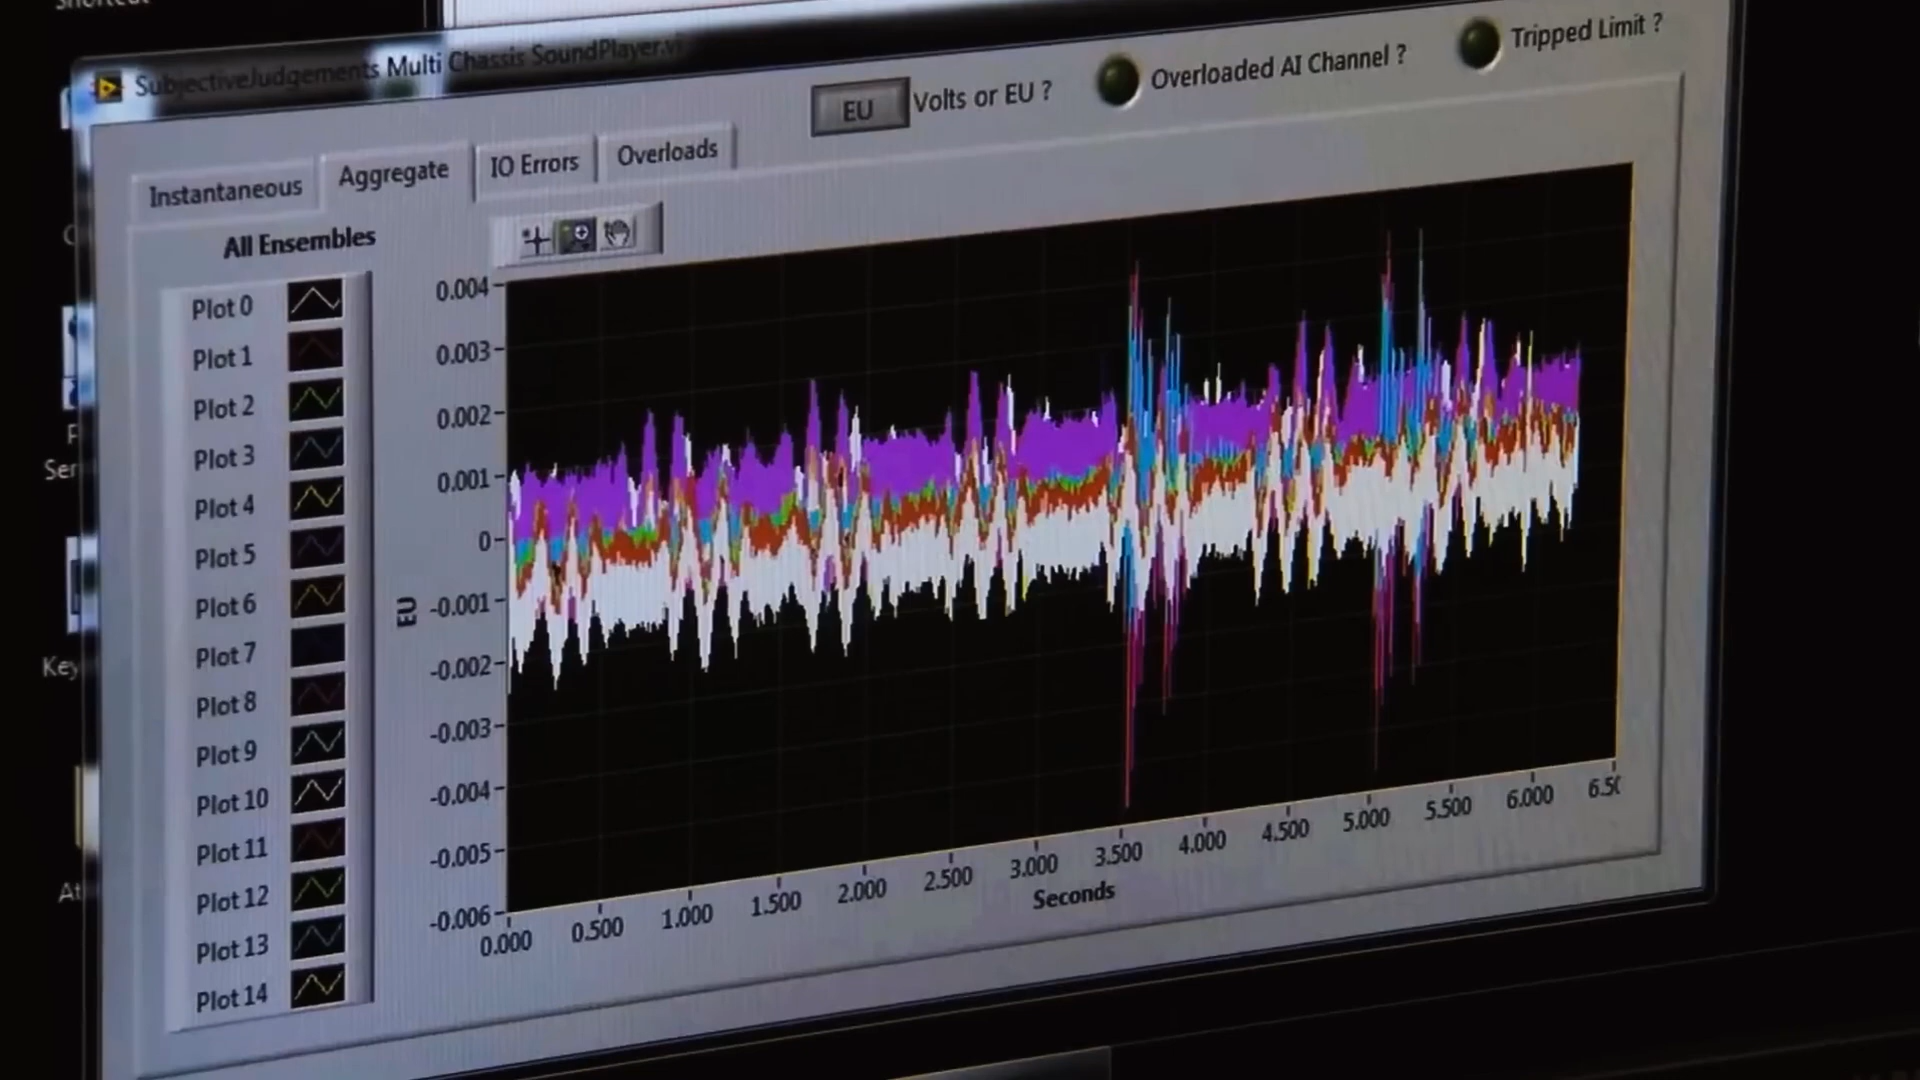 SubjectiveJudgements Multi Chassis SoundPlayer.vi
EU
Volts or EU ?
Overloaded AI Channel ?
Tripped Limit ?
Instantaneous
Aggregate
IO Errors
Overloads
All Ensembles
Plot 0
Plot 1
Plot 2
Plot 3
Plot 4
Plot 5
Plot 6
Plot 7
Plot 8
Plot 9
Plot 10
Plot 11
Plot 12
Plot 13
Plot 14
EU
0.004
0.003
0.002
0.001
0
-0.001
-0.002
-0.003
-0.004
-0.005
-0.006
0.000
0.500
1.000
1.500
2.000
2.500
3.000
3.500
4.000
4.500
5.000
5.500
6.000
6.50
Seconds
Ser
Key
At